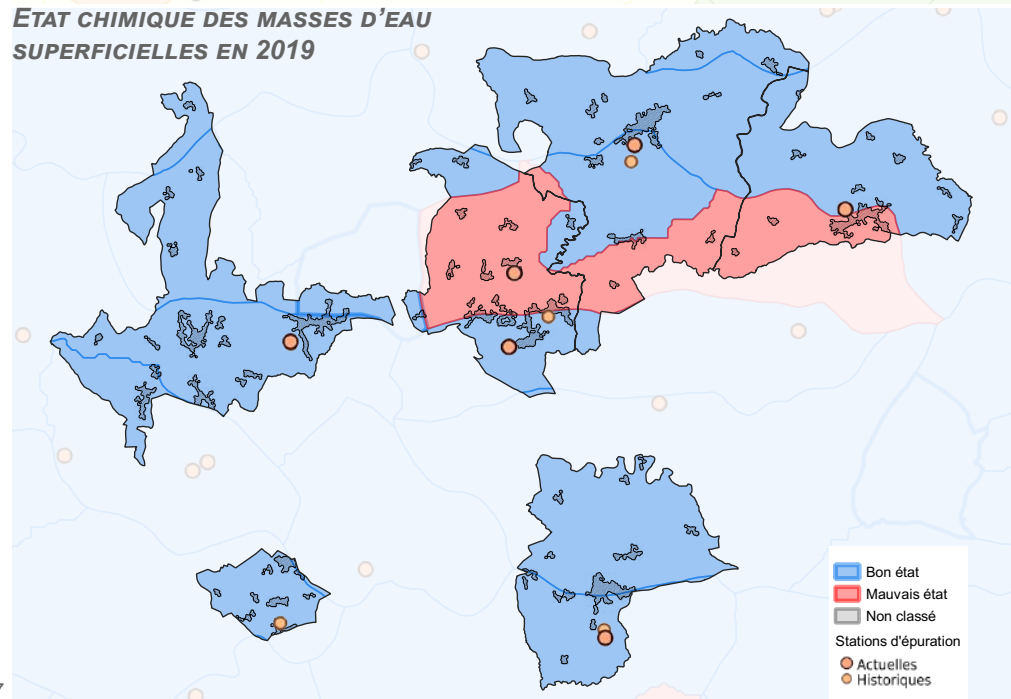 ETAT CHIMIQUE DES MASSES D'EAU
SUPERFICIELLES EN 2019
Bon état
Mauvais état
Non classé
Stations d'épuration
Actuelles
Historiques